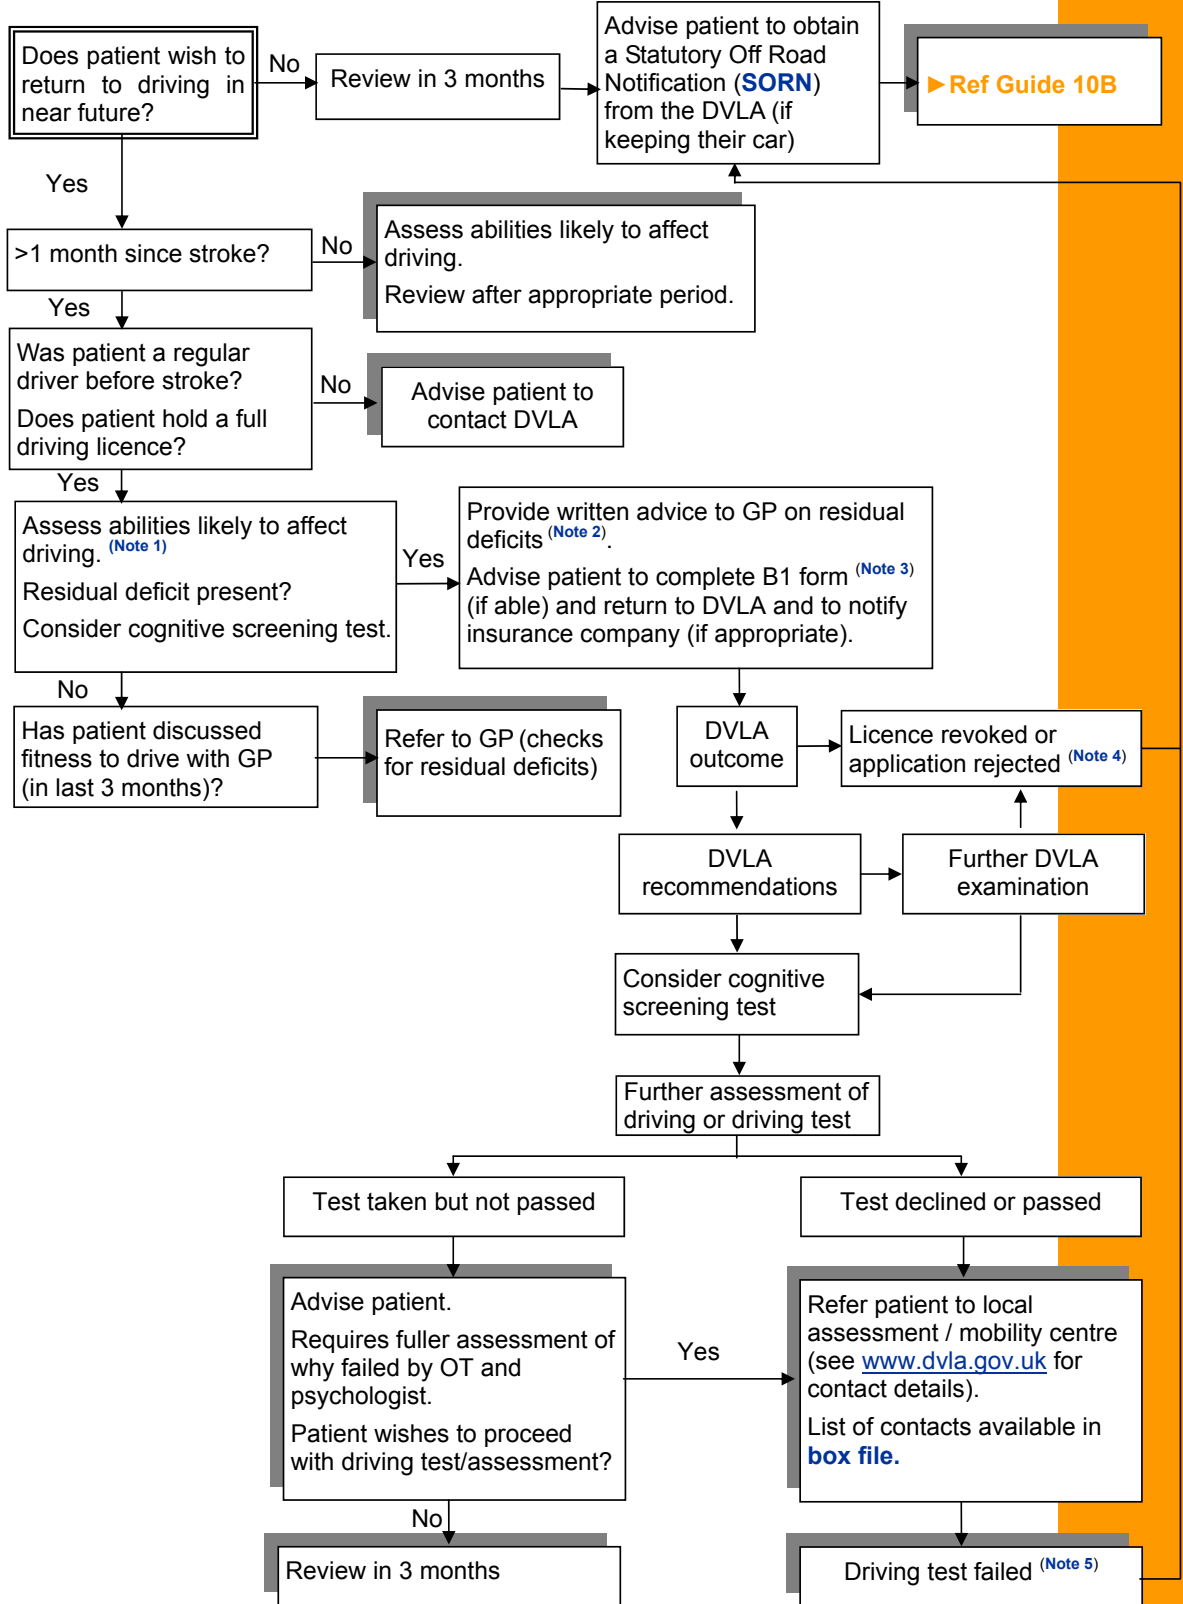 Does patient wish to
return to driving in
near future?
No
Review in 3 months
Advise patient to obtain
a Statutory Off Road
Notification (SORN)
from the DVLA (if
keeping their car)
►Ref Guide 10B
Yes
>1 month since stroke?
No
Assess abilities likely to affect
driving.
Review after appropriate period.
Yes
Was patient a regular
driver before stroke?
Does patient hold a full
driving licence?
No
Advise patient to
contact DVLA
Yes
Assess abilities likely to affect
driving. (Note 1)
Residual deficit present?
Consider cognitive screening test.
Yes
Provide written advice to GP on residual
deficits (Note 2).
Advise patient to complete B1 form (Note 3)
(if able) and return to DVLA and to notify
insurance company (if appropriate).
No
Has patient discussed
fitness to drive with GP
(in last 3 months)?
Refer to GP (checks
for residual deficits)
DVLA
outcome
Licence revoked or
application rejected (Note 4)
DVLA
recommendations
Further DVLA
examination
Consider cognitive
screening test
Further assessment of
driving or driving test
Test taken but not passed
Test declined or passed
Advise patient.
Requires fuller assessment of
why failed by OT and
psychologist.
Patient wishes to proceed
with driving test/assessment?
Yes
Refer patient to local
assessment / mobility centre
(see www.dvla.gov.uk for
contact details).
List of contacts available in
box file.
No
Review in 3 months
Driving test failed (Note 5)